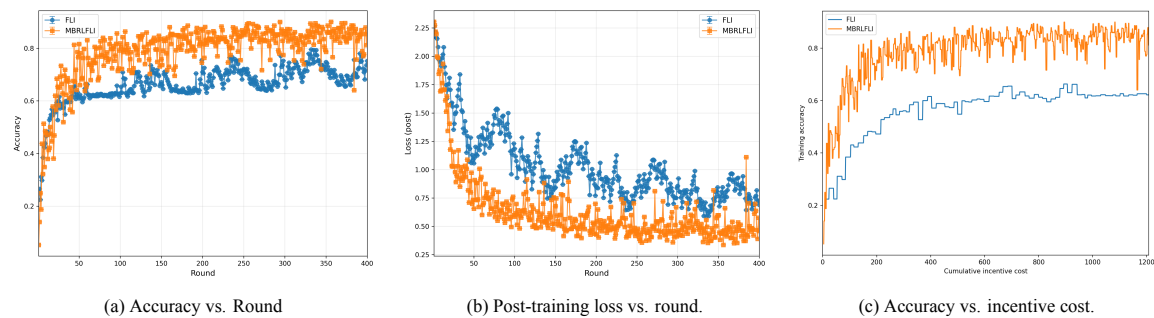 FLI
MBRLFLI
0.8
0.6
0.4
0.2
Accuracy
50 100 150 200 250 300 350 400
Round
(a) Accuracy vs. Round
FLI
MBRLFLI
2.25
2.00
1.75
1.50
1.25
1.00
0.75
0.50
0.25
Loss (post)
50 100 150 200 250 300 350 400
Round
(b) Post-training loss vs. round.
FLI
MBRLFLI
0.8
0.6
0.4
0.2
Training accuracy
0 200 400 600 800 1000 1200
Cumulative incentive cost
(c) Accuracy vs. incentive cost.